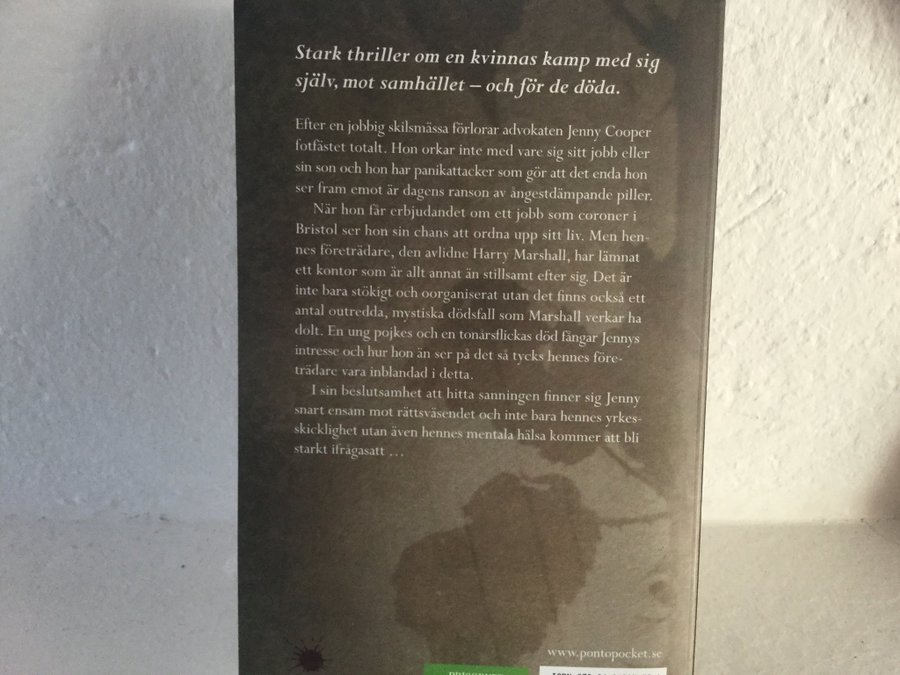 Stark thriller om en kvinnas kamp med sig
själv, mot samhället – och för de döda.
Efter en jobbig skilsmässa förlorar advokaten Jenny Cooper
fotfästet totalt. Hon orkar inte med vare sig sitt jobb eller
sin son och hon har panikattacker som gör att det enda hon
ser fram emot är dagens ranson av ångestdämpande piller.
När hon får erbjudandet om ett jobb som coroner i
Bristol ser hon sin chans att ordna upp sitt liv. Men hen-
nes företrädare, den avlidne Harry Marshall, har lämnat
ett kontor som är allt annat än stillsamt efter sig. Det är
inte bara stökigt och oorganiserat utan det finns också ett
antal outredda, mystiska dödsfall som Marshall verkar ha
dolt. En ung pojkes och en tonårsflickas död fångar Jennys
intresse och hur hon än ser på det så tycks hennes före-
trädare vara inblandad i detta.
I sin beslutsamhet att hitta sanningen finner sig Jenny
snart ensam mot rättsväsendet och inte bara hennes yrkes-
skicklighet utan även hennes mentala hälsa kommer att bli
starkt ifrågasatt ...
www.pontopocket.se